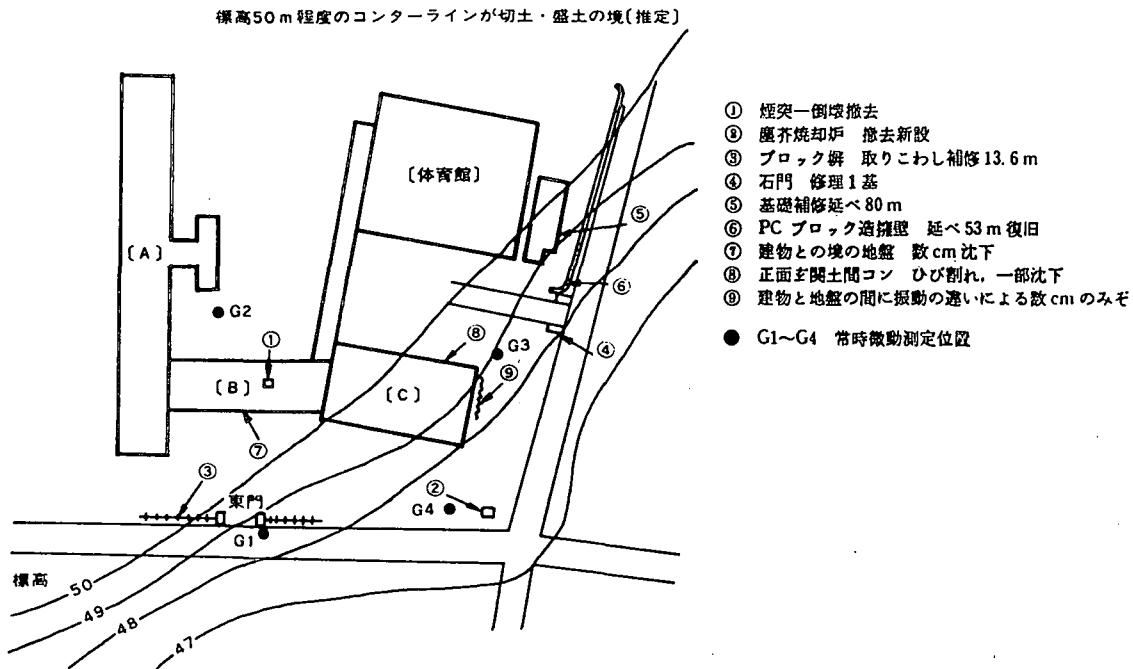 標高50m程度のコンターラインが切土・盛土の境〔推定〕
〔体育館〕
〔A〕
G2
①
〔B〕
〔C〕
⑧
G3
⑨
⑤
⑥
④
⑦
③
東門
②
G4
G1
標高
50
49
48
47
① 煙突一倒壊撤去
② 塵芥焼却炉 撤去新設
③ ブロック塀 取りこわし補修13.6m
④ 石門 修理1基
⑤ 基礎補修延べ80m
⑥ PCブロック造擁壁 延べ53m復旧
⑦ 建物との境の地盤 数cm沈下
⑧ 正面玄関土間コン ひび割れ,一部沈下
⑨ 建物と地盤の間に振動の違いによる数cmのみぞ
● G1〜G4 常時微動測定位置